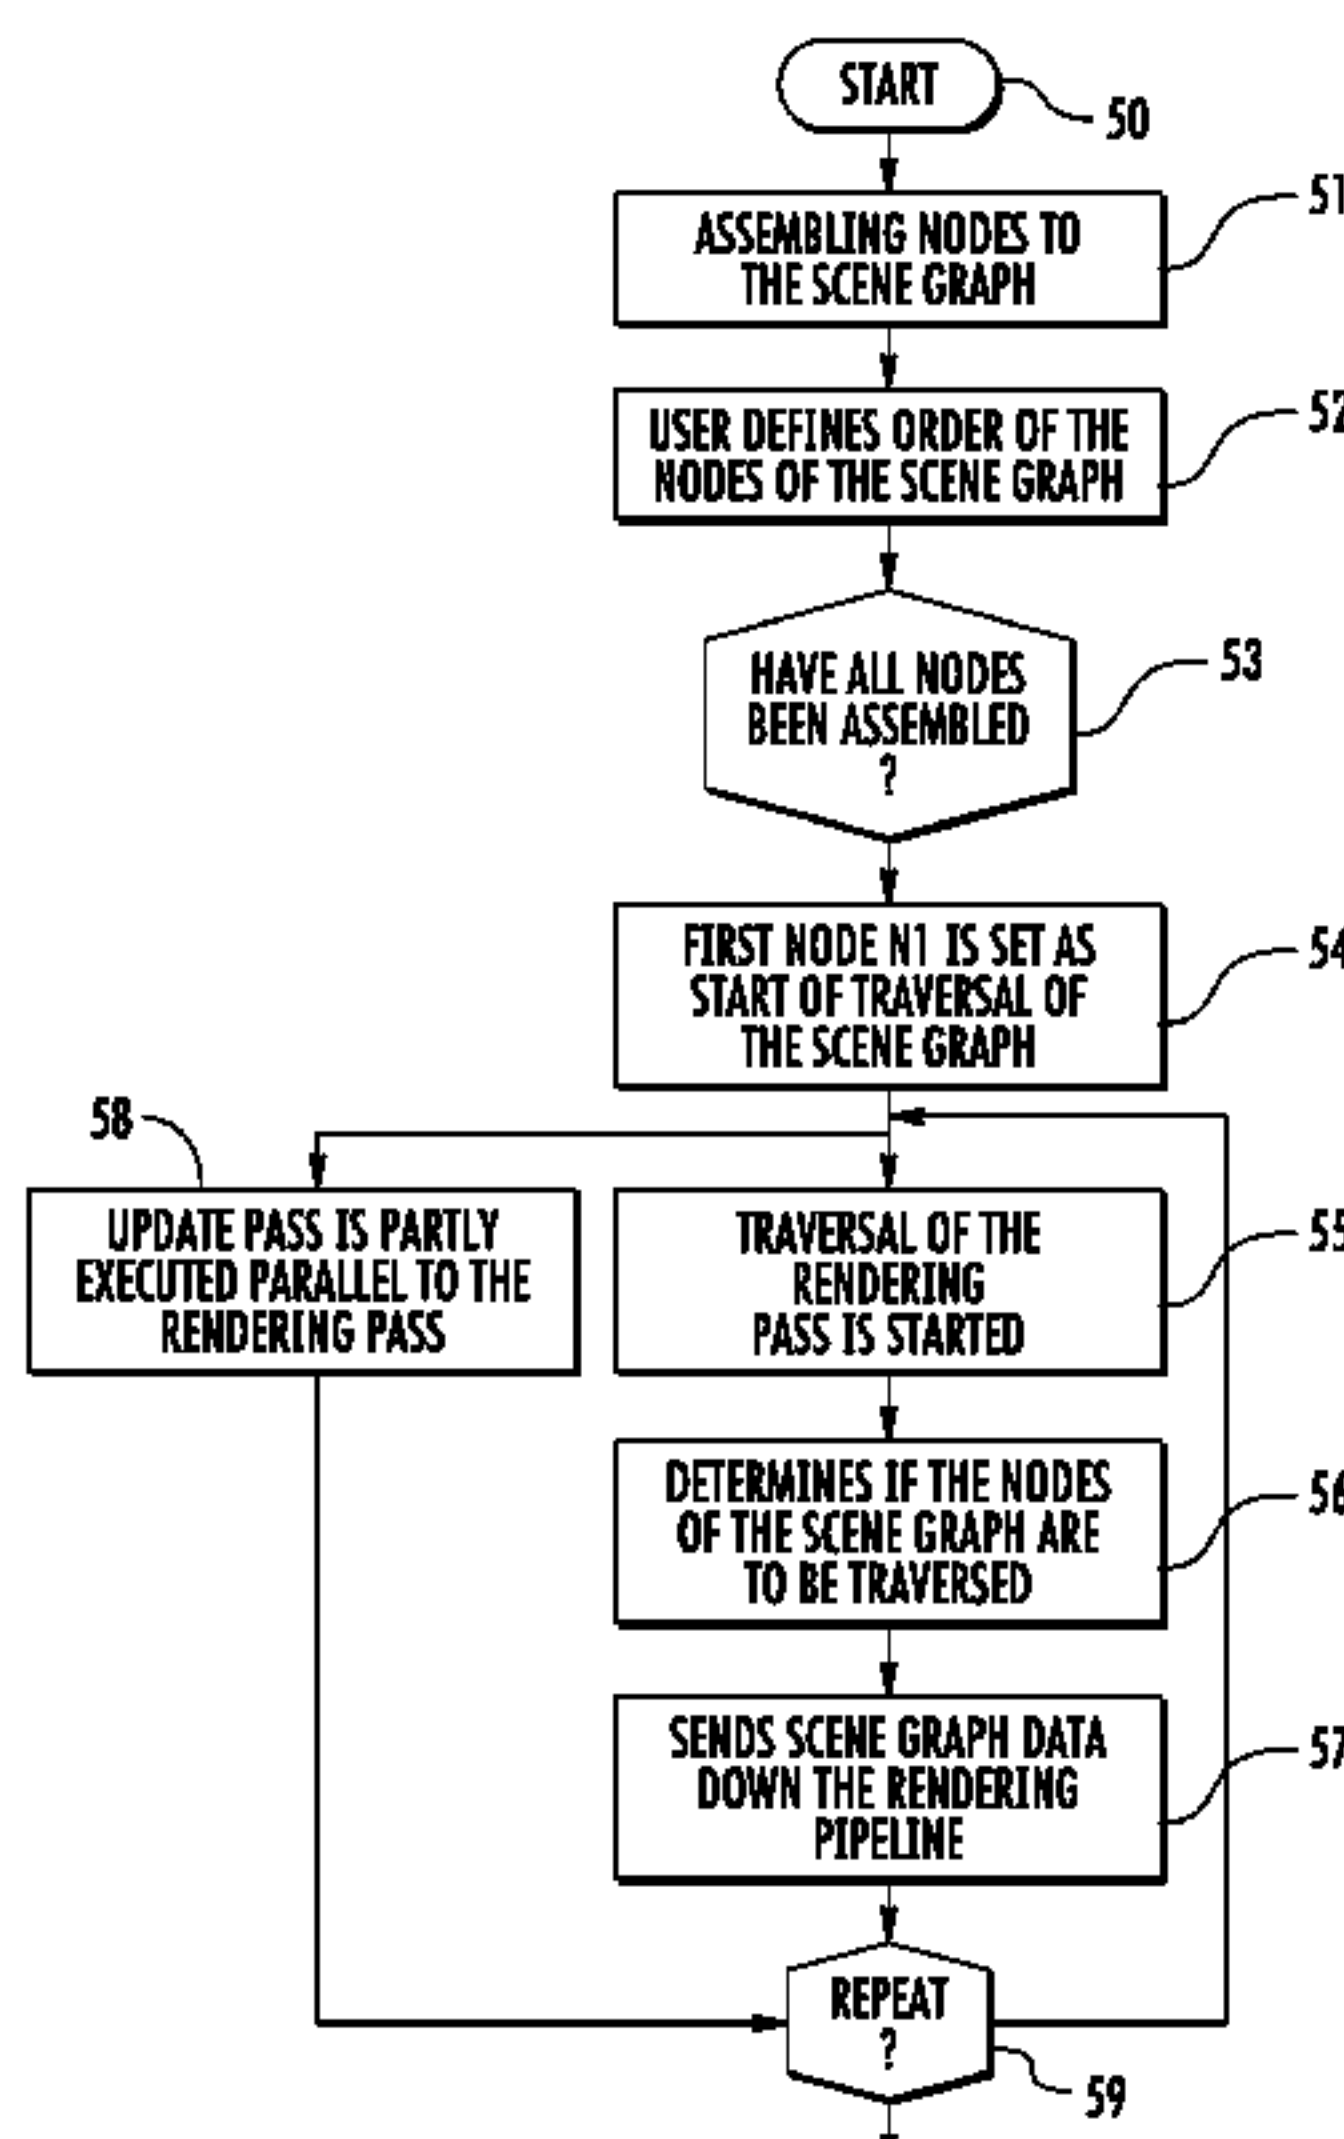 START
50
ASSEMBLING NODES TO
THE SCENE GRAPH
51
USER DEFINES ORDER OF THE
NODES OF THE SCENE GRAPH
52
HAVE ALL NODES
BEEN ASSEMBLED
?
53
FIRST NODE N1 IS SET AS
START OF TRAVERSAL OF
THE SCENE GRAPH
54
58
UPDATE PASS IS PARTLY
EXECUTED PARALLEL TO THE
RENDERING PASS
TRAVERSAL OF THE
RENDERING
PASS IS STARTED
55
DETERMINES IF THE NODES
OF THE SCENE GRAPH ARE
TO BE TRAVERSED
56
SENDS SCENE GRAPH DATA
DOWN THE RENDERING
PIPELINE
57
REPEAT
?
59